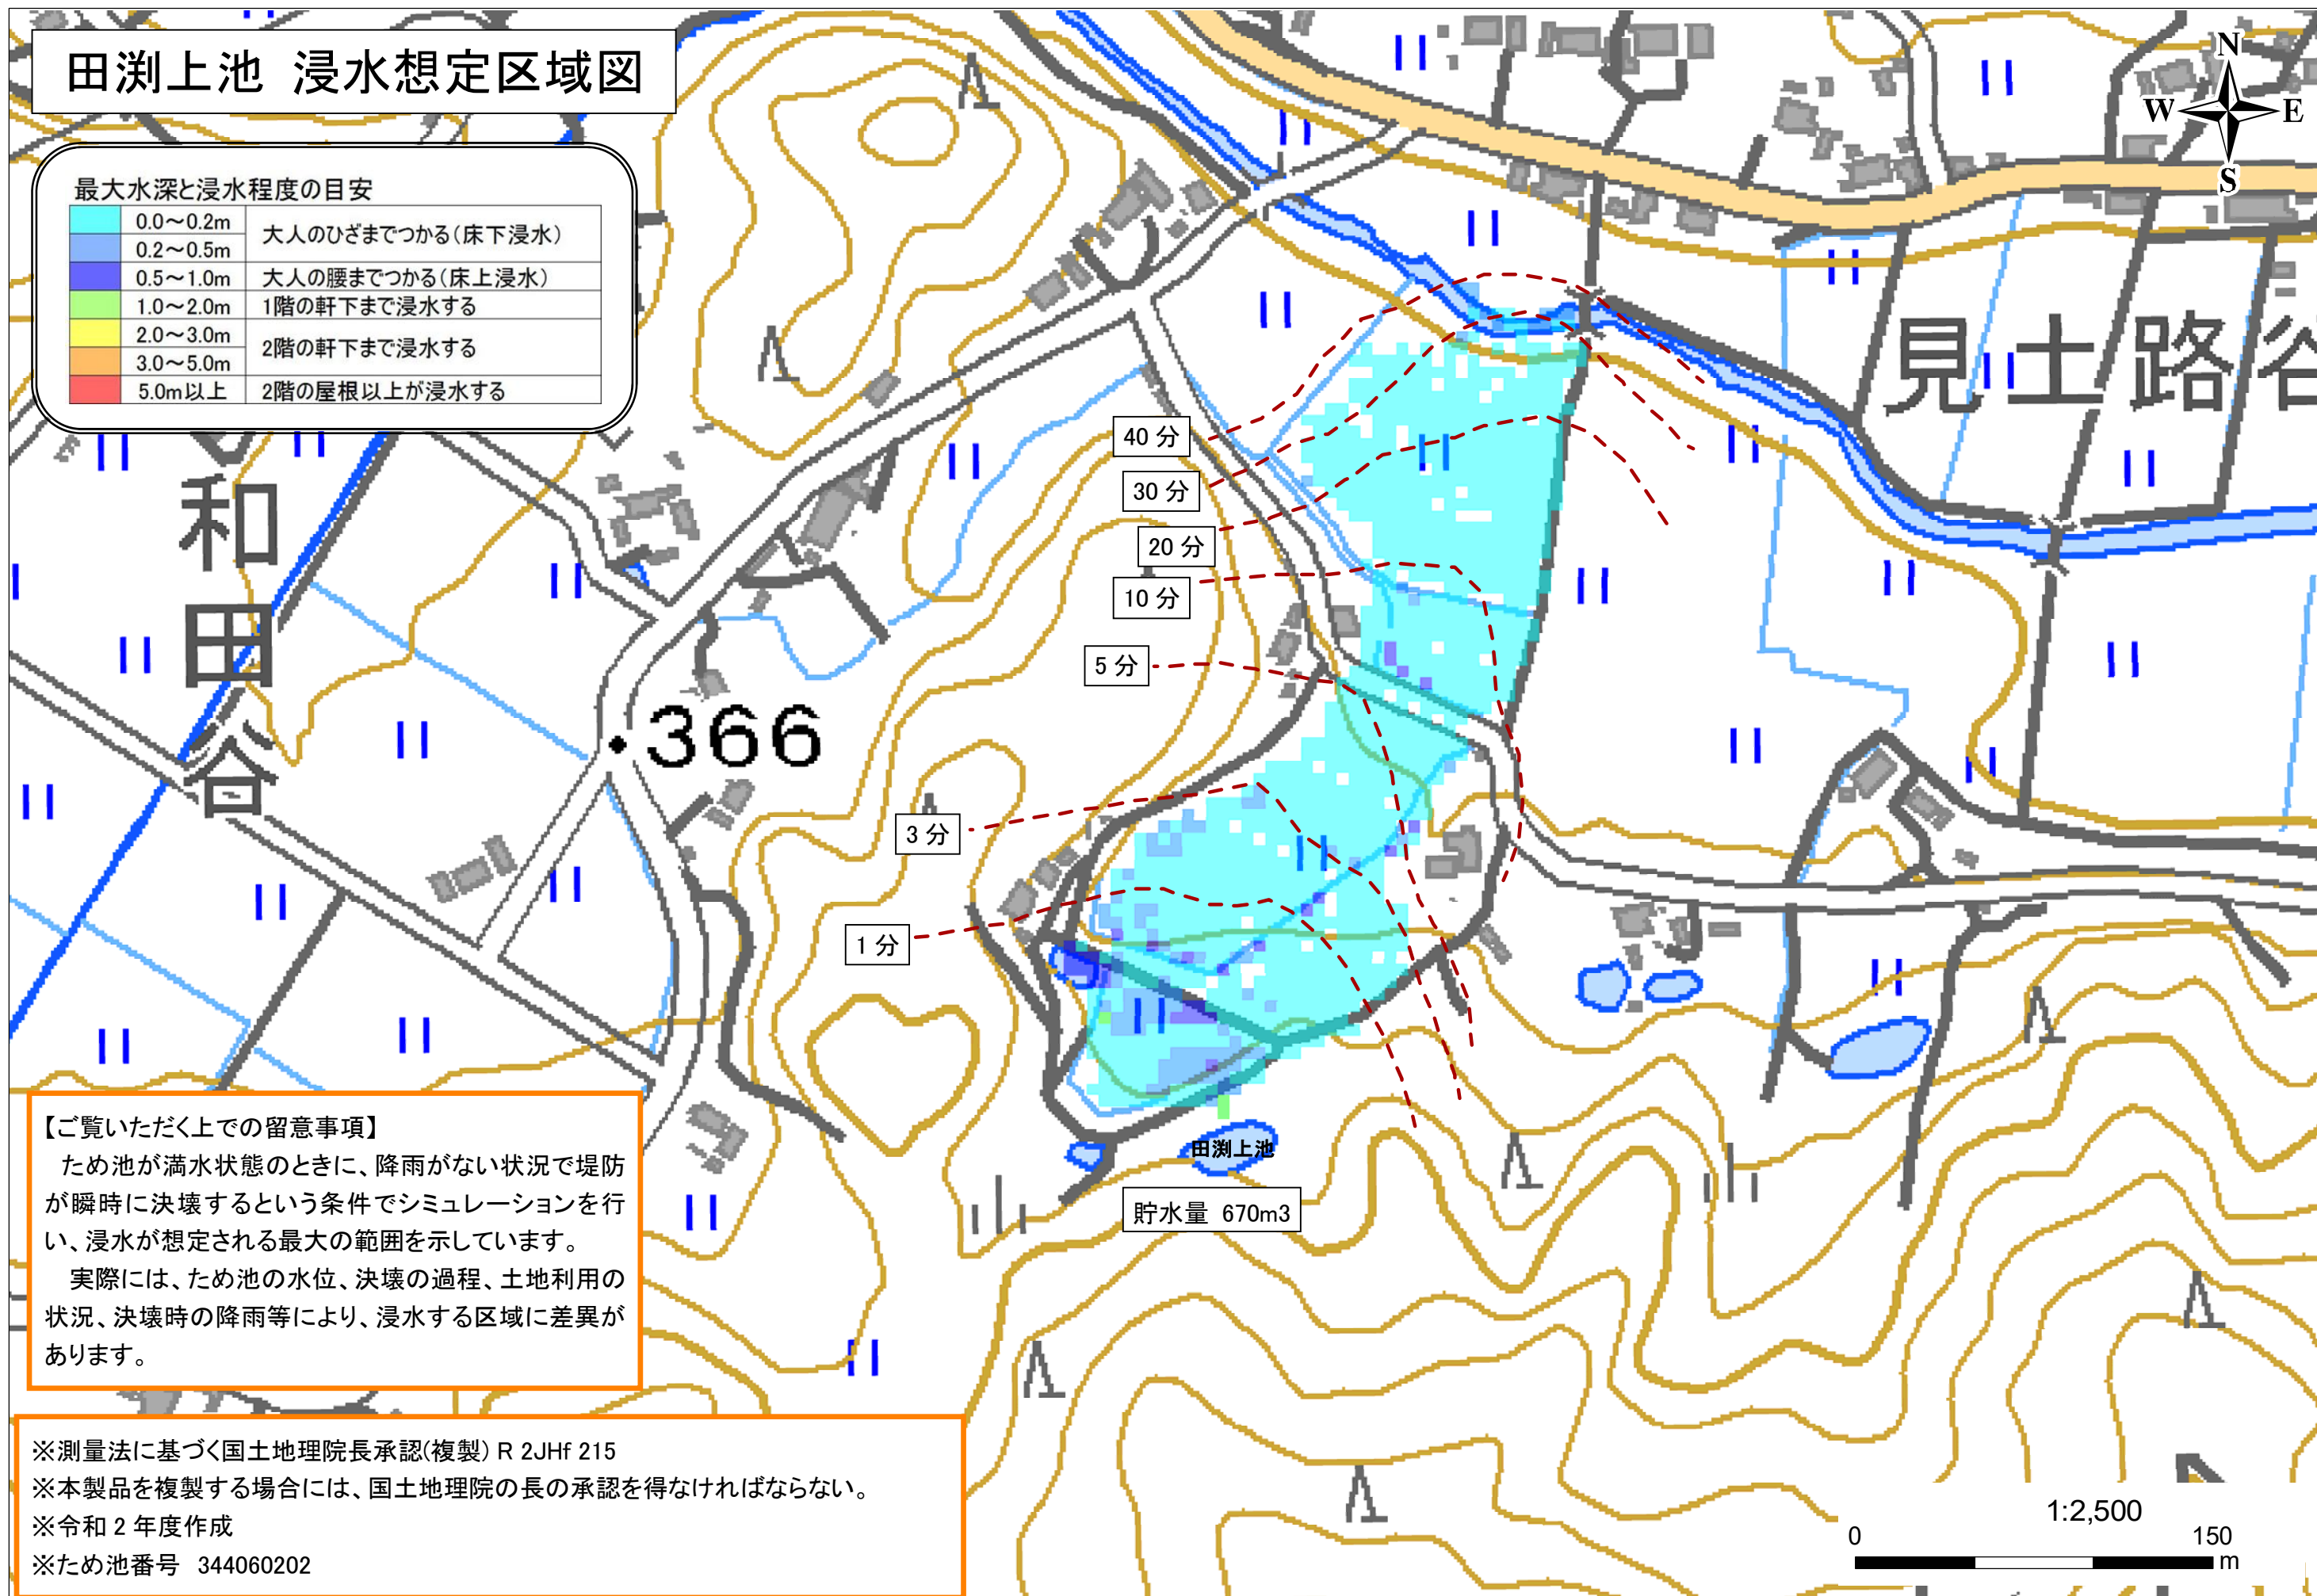 田渕上池 浸水想定区域図
N
W E
S
最大水深と浸水程度の目安
0.0～0.2m
大人のひざまでつかる(床下浸水)
0.2～0.5m
0.5～1.0m 大人の腰までつかる(床上浸水)
1.0～2.0m 1階の軒下まで浸水する
2.0～3.0m
2階の軒下まで浸水する
3.0～5.0m
5.0m以上 2階の屋根以上が浸水する
見土路谷
和田谷
40 分
30 分
20 分
10 分
5 分
366
3 分
1 分
田渕上池
貯水量 670m3
【ご覧いただく上での留意事項】
ため池が満水状態のときに、降雨がない状況で堤防
が瞬時に決壊するという条件でシミュレーションを行
い、浸水が想定される最大の範囲を示しています。
実際には、ため池の水位、決壊の過程、土地利用の
状況、決壊時の降雨等により、浸水する区域に差異が
あります。
※測量法に基づく国土地理院長承認(複製) R 2JHf 215
※本製品を複製する場合には、国土地理院の長の承認を得なければならない。
※令和 2 年度作成
※ため池番号 344060202
1:2,500
0 150
m